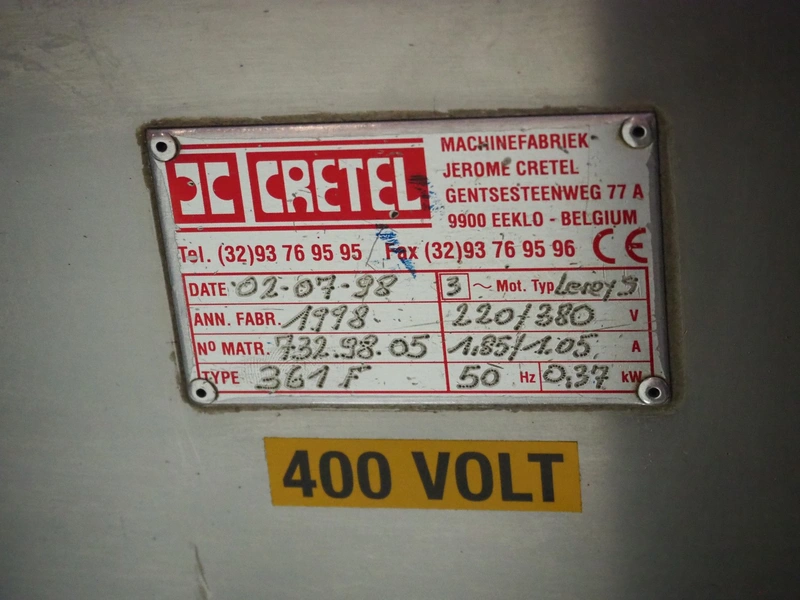 CRETEL
MACHINEFABRIEK
JEROME CRETEL
GENTSESTEENWEG 77 A
9900 EEKLO - BELGIUM
Tel. (32)93 76 95 95 Fax (32)93 76 95 96 CE
DATE 02-07-98 3 ~ Mot. Typ Leroy S
ANN. FABR. 1998 220/380 V
Nº MATR. 732.98.05 1.85/1.05 A
TYPE 361 F 50 Hz 0,37 kW
400 VOLT